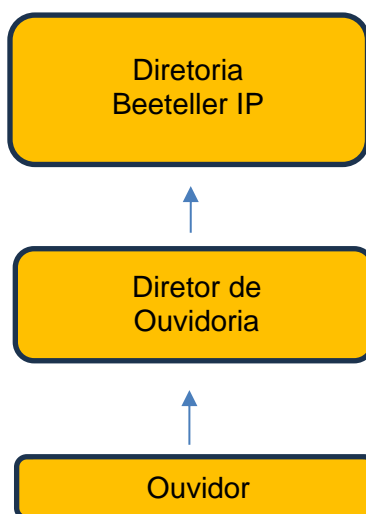 Diretoria
Beeteller IP
Diretor de
Ouvidoria
Ouvidor